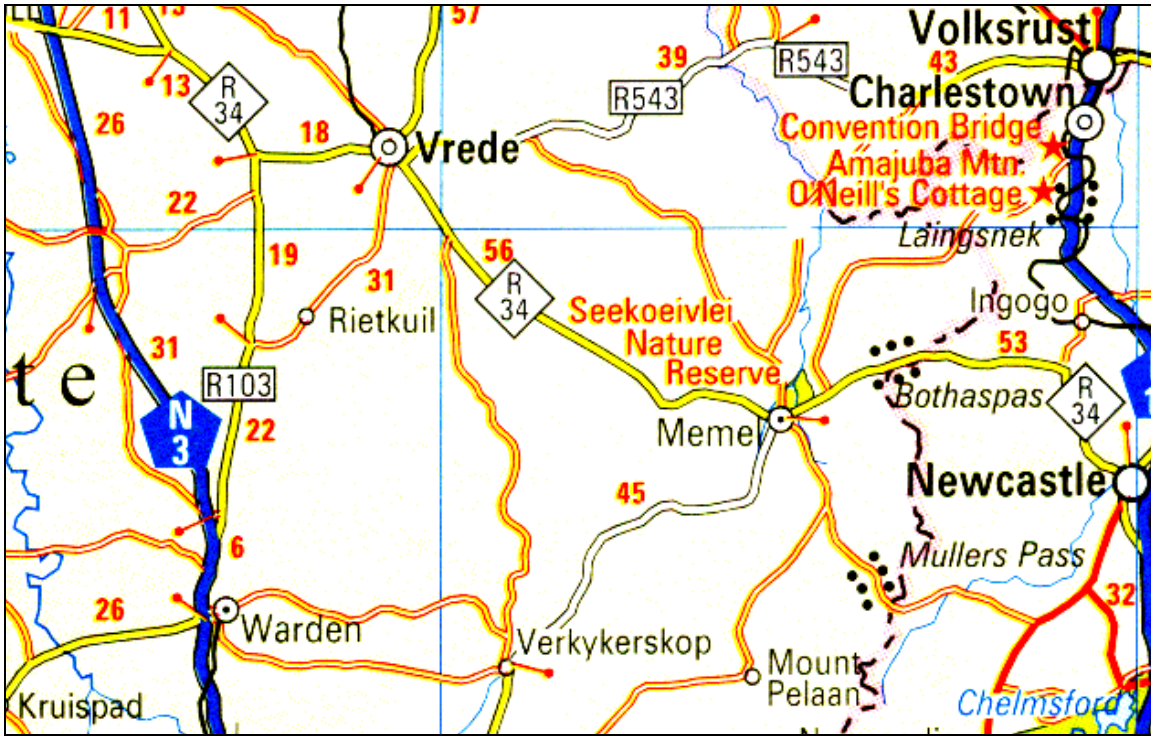 11
57
Volksrust
39
R543
43
13
R
34
R543
Charlestown
26
18
Convention Bridge
Vrede
Amajuba Mtn.
O'Neill's Cottage
22
Laingsnek
19
56
31
R
34
Seekoeivlei
Ingogo
Rietkuil
Nature
31
53
te
R103
Reserve
Bothaspas
R
34
N
3
22
Memel
Newcastle
45
6
Mullers Pass
26
32
Warden
Verkykerskop
Mount
Pelaan
Kruispad
Chelmsford